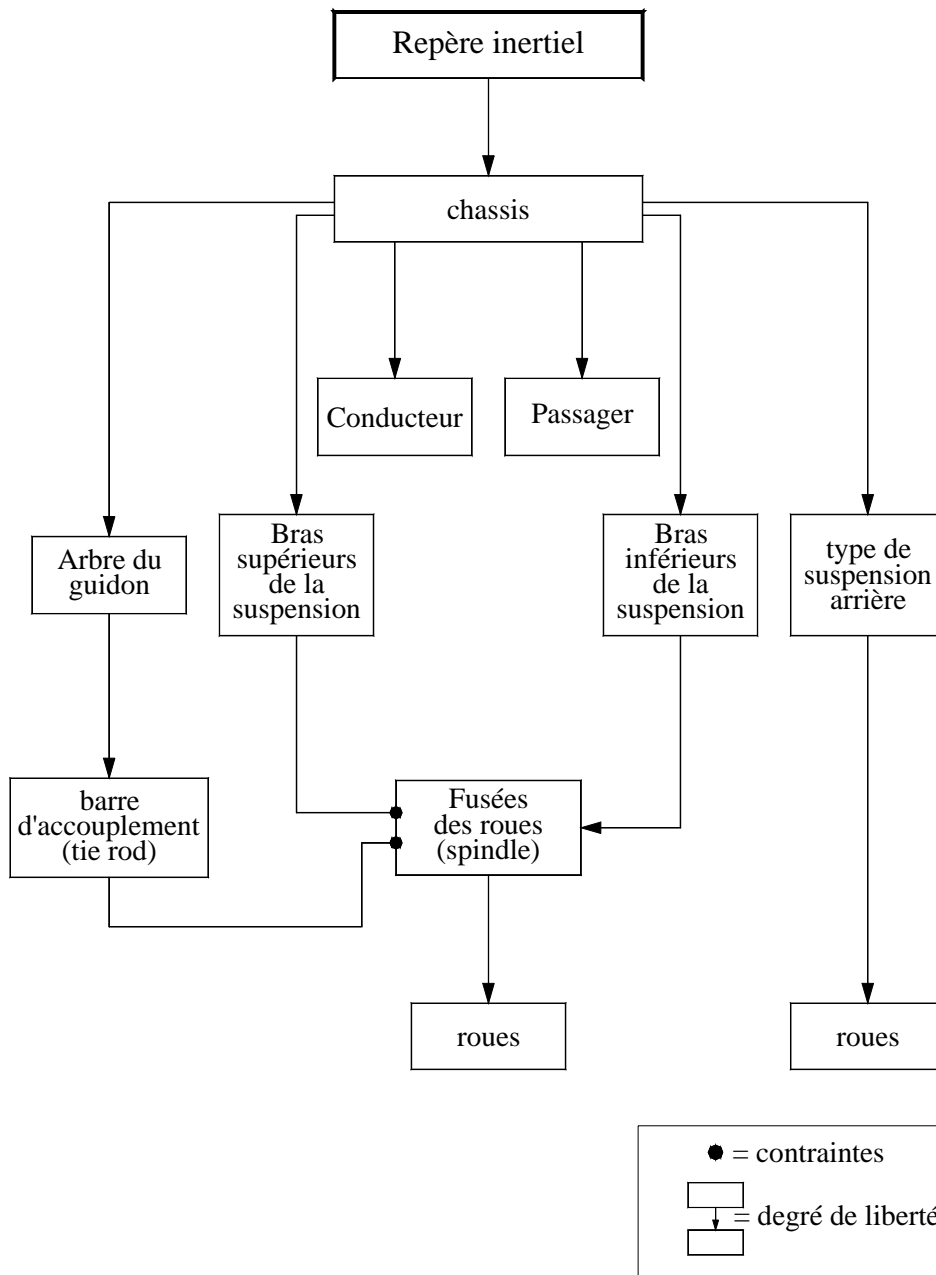 Repère inertiel
chassis
Conducteur
Passager
Arbre du
guidon
Bras
supérieurs
de la
suspension
Bras
inférieurs
de la
suspension
type de
suspension
arrière
barre
d'accouplement
(tie rod)
Fusées
des roues
(spindle)
roues
roues
= contraintes
= degré de liberté